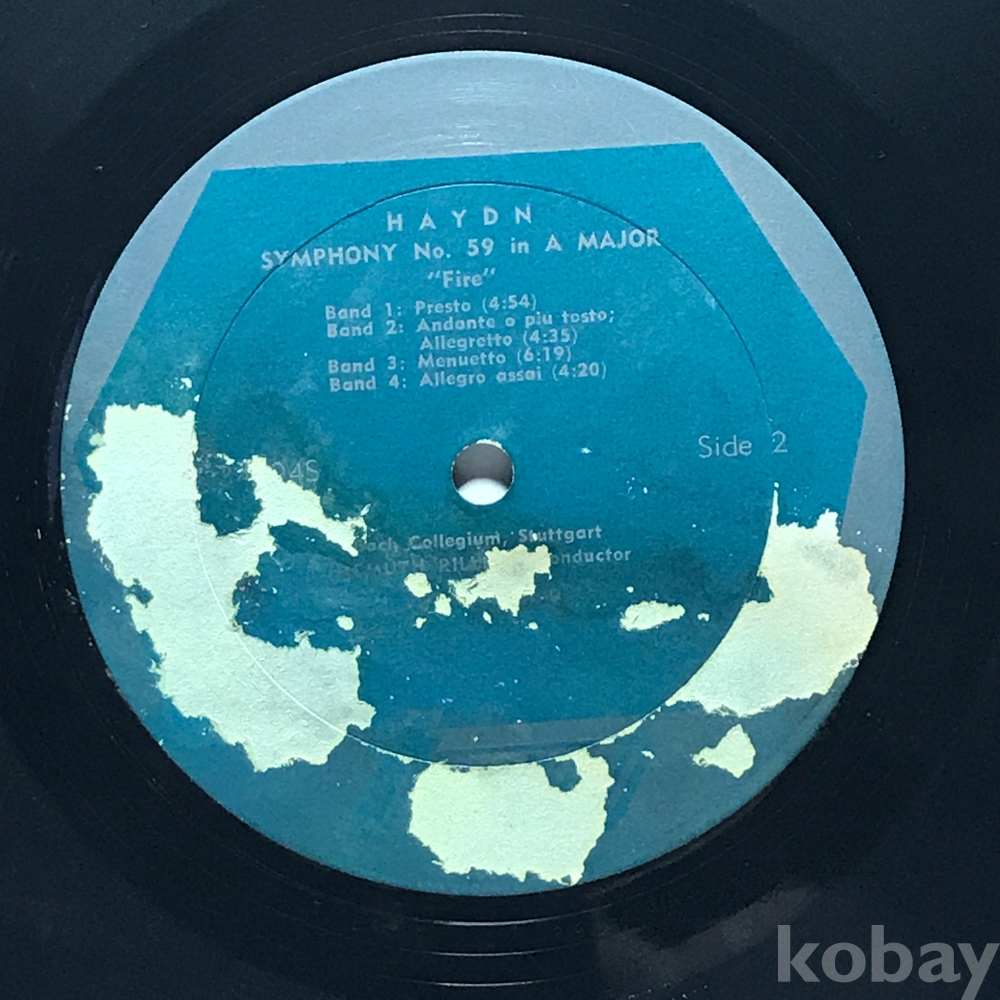 HAYDN
SYMPHONY No. 59 in A MAJOR
"Fire"
Band 1: Presto (4:54)
Band 2: Andante o piu tosto;
Allegretto (4:35)
Band 3: Menuetto (6:19)
Band 4: Allegro assai (4:20)
Side 2
Collegium, Stuttgart
kobay